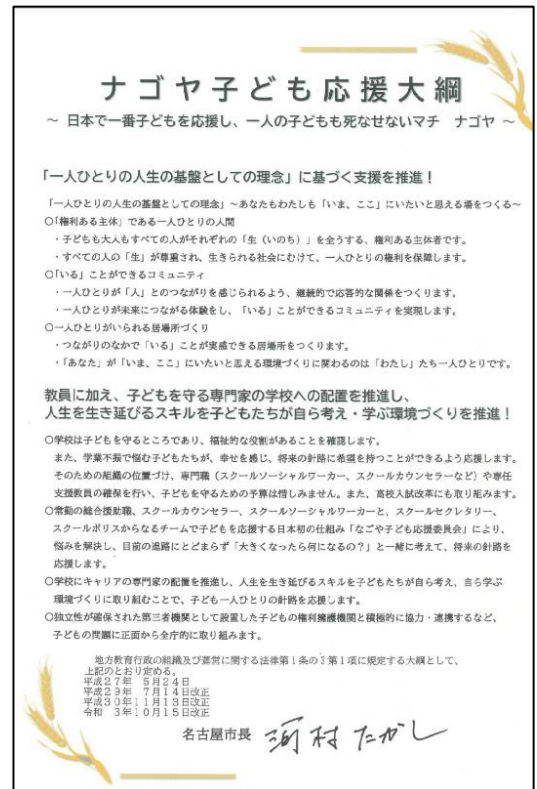 ナゴヤ子ども応援大綱
~ 日本で一番子どもを応援し、一人の子どもも死なせないマチ　ナゴヤ ~
「一人ひとりの人生の基盤としての理念」に基づく支援を推進！
「一人ひとりの人生の基盤としての理念」~あなたもわたしも「いま、ここ」にいたいと思える場をつくる~
○「権利ある主体」である一人ひとりの人間
・子どもも大人もすべての人がそれぞれの「生（いのち）」を全うする、権利ある主体者です。
・すべての人の「生」が尊重され、生きられる社会にむけて、一人ひとりの権利を保障します。
○「いる」ことができるコミュニティ
・一人ひとりが「人」とのつながりを感じられるよう、継続的で応答的な関係をつくります。
・一人ひとりが未来につながる体験をし、「いる」ことができるコミュニティを実現します。
○一人ひとりがいられる居場所づくり
・つながりのなかで「いる」ことが実感できる居場所をつくります。
・「あなた」が「いま、ここ」にいたいと思える環境づくりに関わるのは「わたし」たち一人ひとりです。
教員に加え、子どもを守る専門家の学校への配置を推進し、
人生を生き延びるスキルを子どもたちが自ら考え・学ぶ環境づくりを推進！
○学校は子どもを守るところであり、福祉的な役割があることを確認します。
また、学業不振で悩む子どもたちが、幸せを感じ、将来の針路に希望を持つことができるよう応援します。
そのための組織の位置づけ、専門職（スクールソーシャルワーカー、スクールカウンセラーなど）や専任
支援教員の確保を行い、子どもを守るための予算は惜しみません。また、高校入試改革にも取り組みます。
○常勤の総合援助職、スクールカウンセラー、スクールソーシャルワーカーと、スクールセクレタリー、
スクールポリスからなるチームで子どもを応援する日本初の仕組み「なごや子ども応援委員会」により、
悩みを解決し、目前の進路にとどまらず「大きくなったら何になるの？」と一緒に考えて、将来の針路を
応援します。
○学校にキャリアの専門家の配置を推進し、人生を生き延びるスキルを子どもたちが自ら考え、自ら学ぶ
環境づくりに取り組むことで、子ども一人ひとりの針路を応援します。
○独立性が確保された第三者機関として設置した子どもの権利擁護機関と積極的に協力・連携するなど、
子どもの問題に正面から全庁的に取り組みます。
地方教育行政の組織及び運営に関する法律第１条の３第１項に規定する大綱として、
上記のとおり定める。
平成２７年　５月２４日
平成２９年　７月１４日改正
平成３０年１１月１３日改正
令和　３年１０月１５日改正
名古屋市長　河村たかし